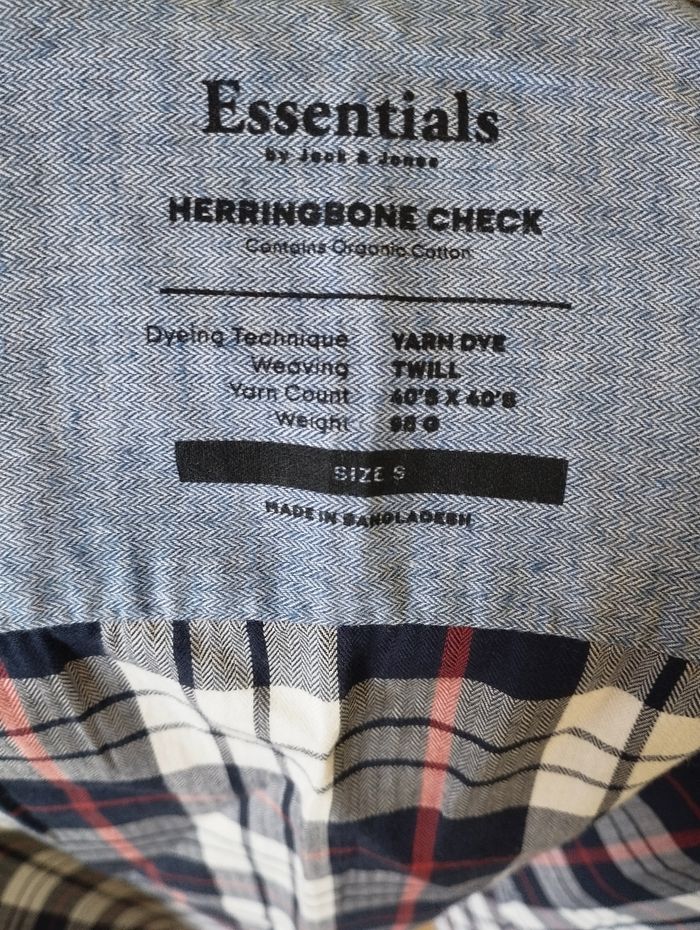 Essentials
by Jack & Jones
HERRINGBONE CHECK
Contains Organic Cotton
Dyeing Technique YARN DYE
Weaving TWILL
Yarn Count 40'S X 40'S
Weight G
SIZE S
MADE IN BANGLADESH